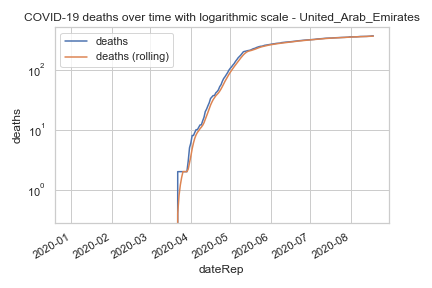 COVID-19 deaths over time with logarithmic scale - United_Arab_Emirates
deaths
deaths (rolling)
10²
10¹
10⁰
deaths
2020-01
2020-02
2020-03
2020-04
2020-05
2020-06
2020-07
2020-08
dateRep